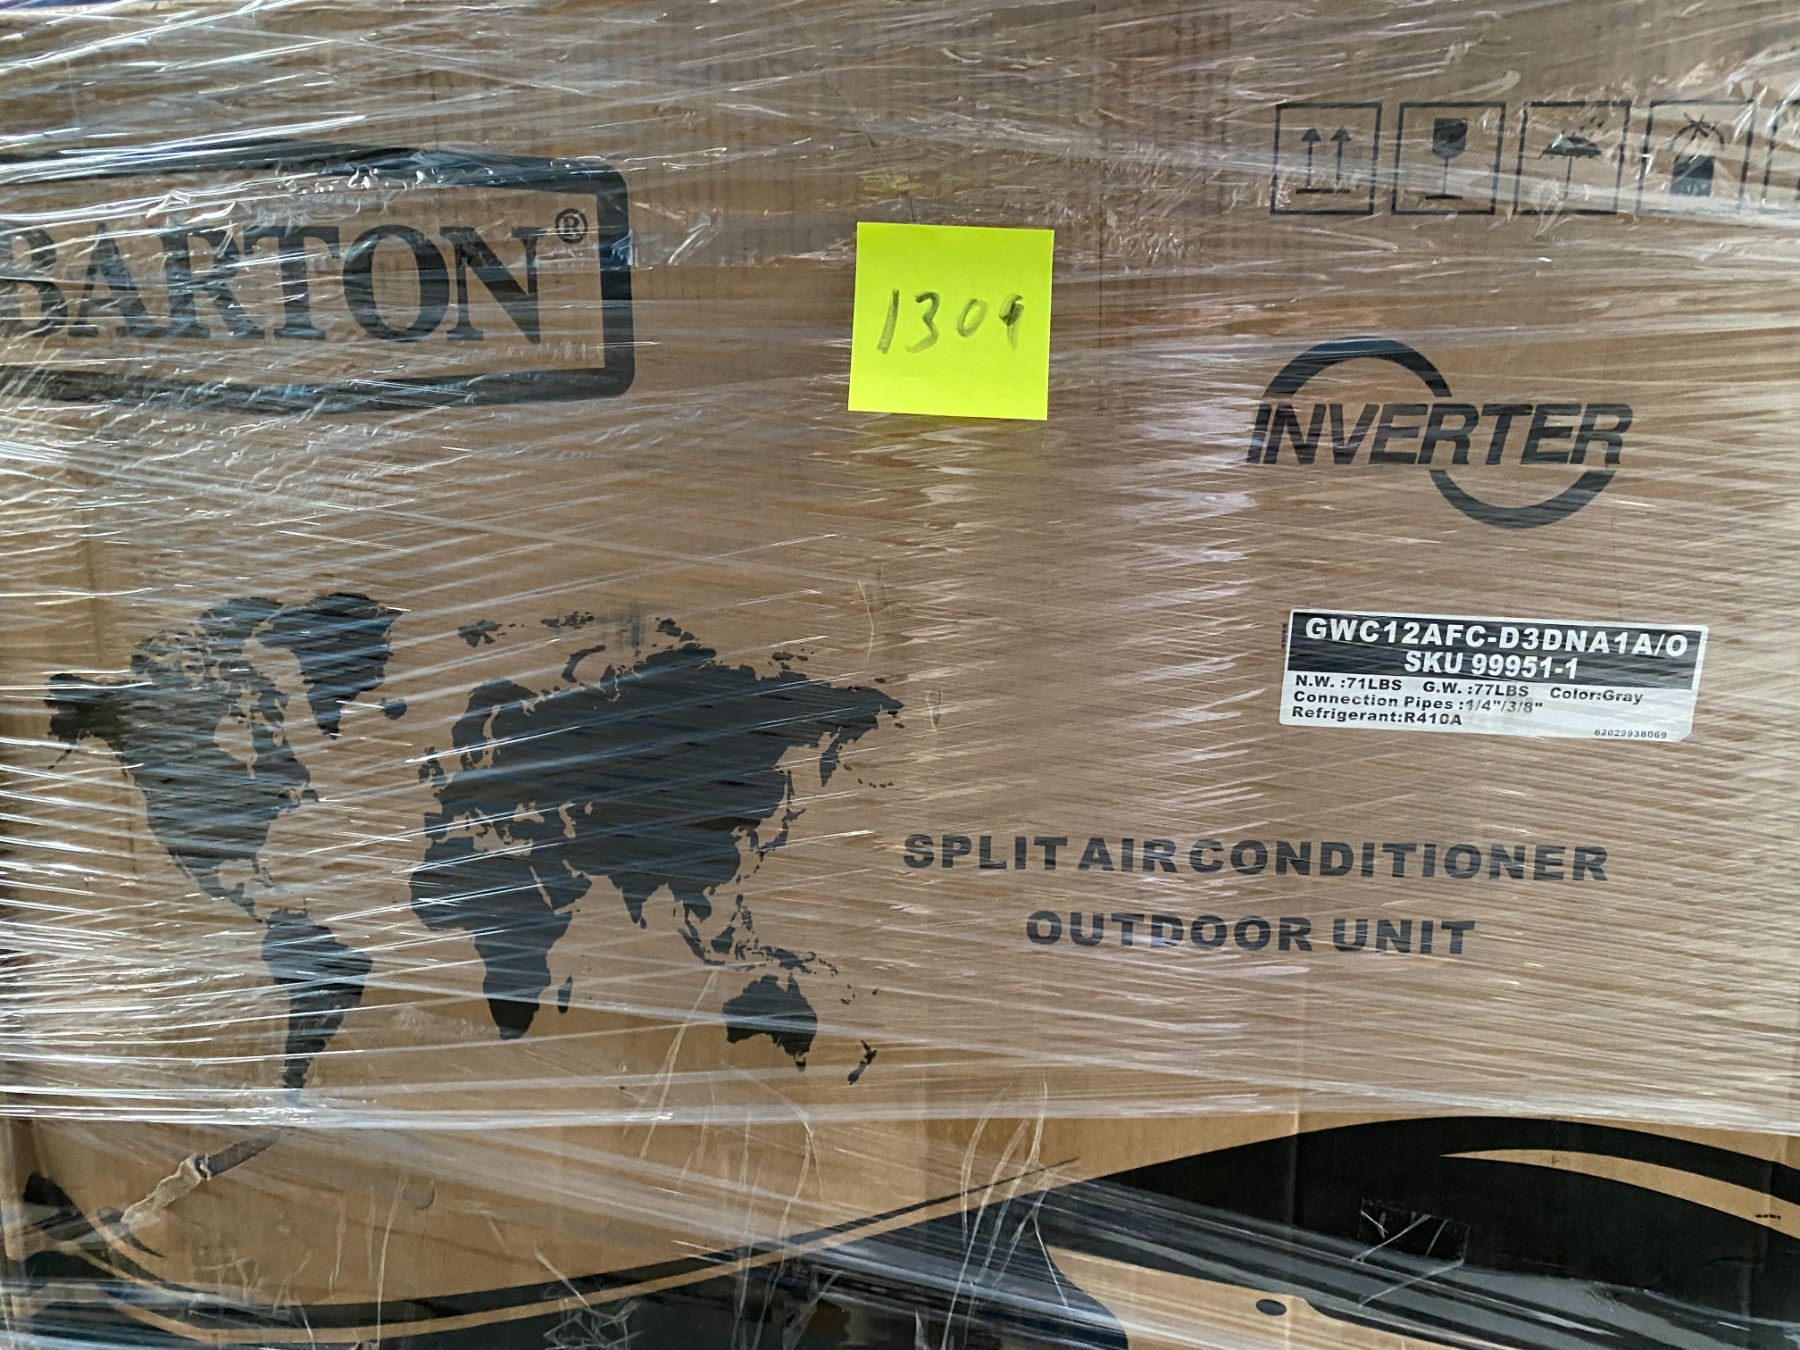 BARTON®
1309
INVERTER
GWC12AFC-D3DNA1A/O
SKU 99951-1
N.W. :71LBS G.W. :77LBS Color:Gray
Connection Pipes :1/4"/3/8"
Refrigerant:R410A
62029938069
SPLIT AIR CONDITIONER
OUTDOOR UNIT